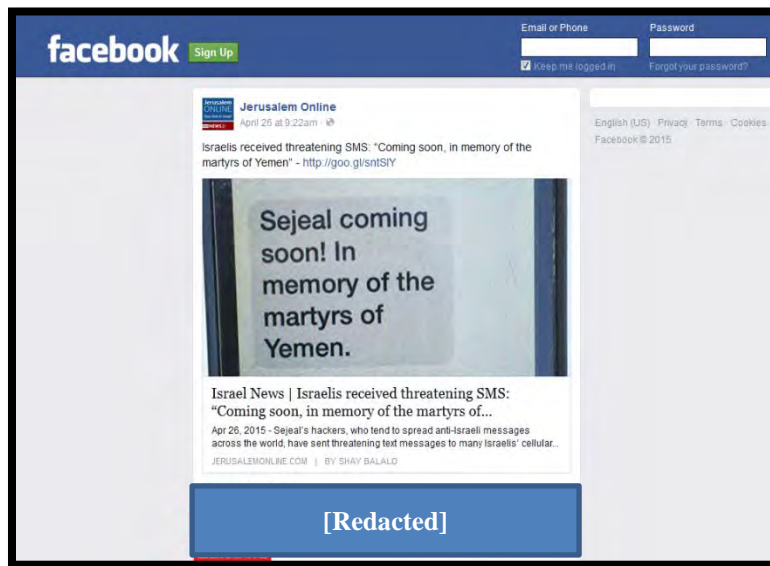 Email or Phone
Password
facebook
Sign Up
Keep me logged in
Forgot your password?
Jerusalem
ONLINE
Jerusalem Online
April 26 at 9:22am ·
English (US) · Privacy · Terms · Cookies
Facebook © 2015
Israelis received threatening SMS: "Coming soon, in memory of the
martyrs of Yemen" - http://goo.gl/sntSlY
Sejeal coming
soon! In
memory of the
martyrs of
Yemen.
Israel News | Israelis received threatening SMS:
“Coming soon, in memory of the martyrs of...
Apr 26, 2015 - Sejeal's hackers, who tend to spread anti-Israeli messages
across the world, have sent threatening text messages to many Israelis' cellular...
JERUSALEMONLINE.COM | BY SHAY BALALO
[Redacted]